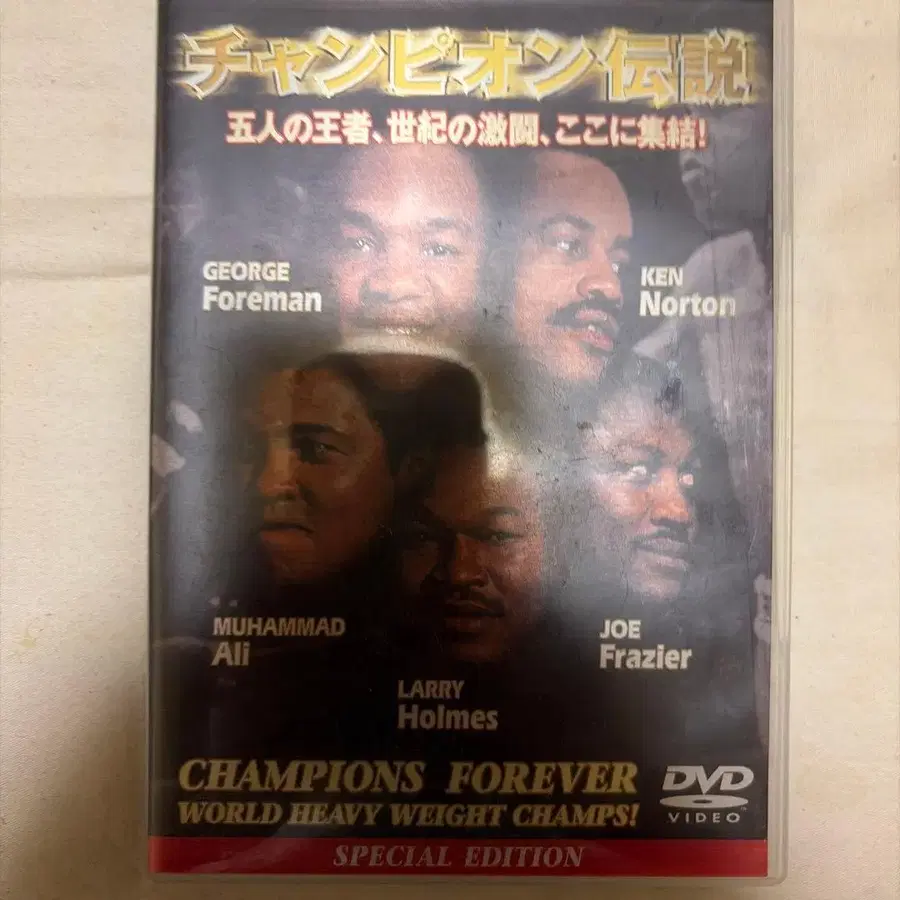 チャンピオン伝説
五人の王者、世紀の激闘、ここに集結!
GEORGE
Foreman
KEN
Norton
MUHAMMAD
Ali
JOE
Frazier
LARRY
Holmes
CHAMPIONS FOREVER
WORLD HEAVY WEIGHT CHAMPS!
DVD
VIDEO
SPECIAL EDITION